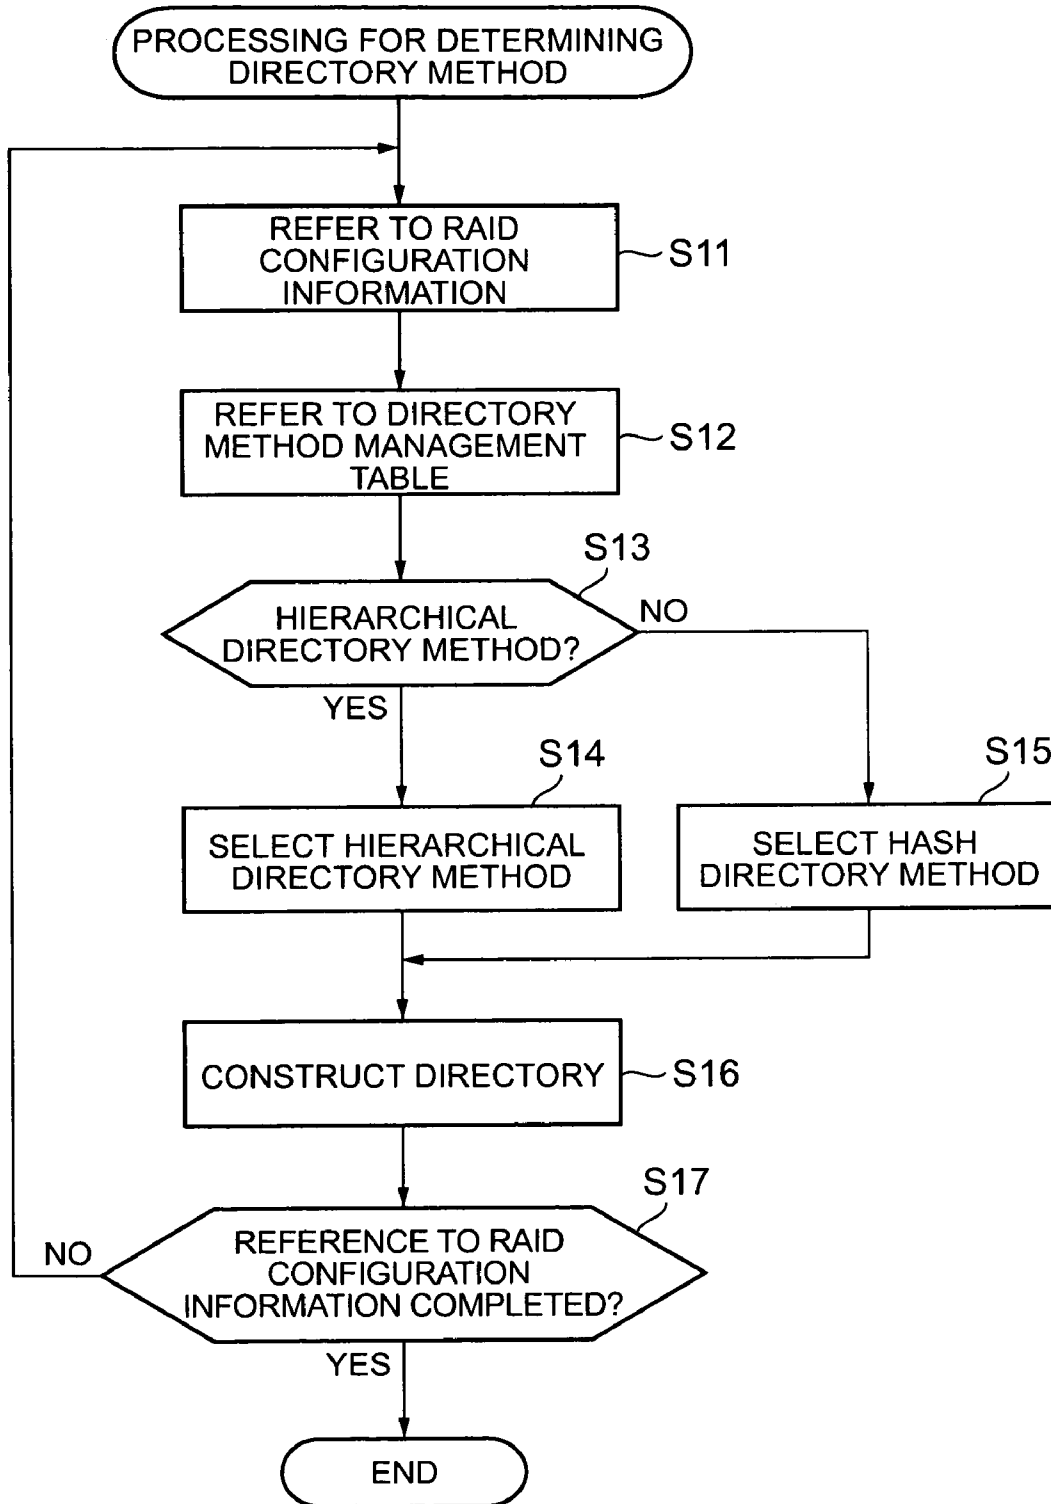 PROCESSING FOR DETERMINING
DIRECTORY METHOD
REFER TO RAID
CONFIGURATION
INFORMATION
S11
REFER TO DIRECTORY
METHOD MANAGEMENT
TABLE
S12
S13
HIERARCHICAL
DIRECTORY METHOD?
NO
YES
S14
SELECT HIERARCHICAL
DIRECTORY METHOD
S15
SELECT HASH
DIRECTORY METHOD
CONSTRUCT DIRECTORY
S16
S17
REFERENCE TO RAID
CONFIGURATION
INFORMATION COMPLETED?
NO
YES
END